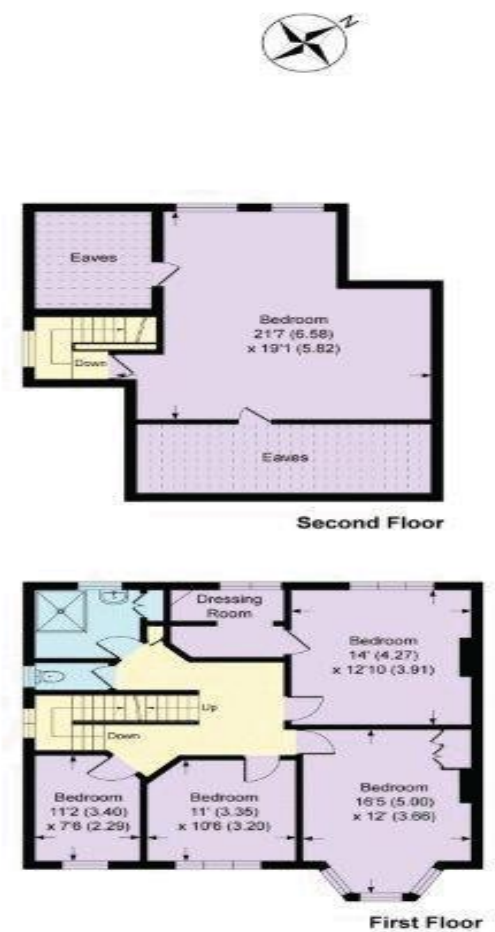 N
Eaves
Bedroom
21'7 (6.58)
x 19'1 (5.82)
Down
Eaves
Second Floor
Dressing
Room
Bedroom
14' (4.27)
x 12'10 (3.91)
Up
Down
Bedroom
11'2 (3.40)
x 7'6 (2.29)
Bedroom
11' (3.35)
x 10'6 (3.20)
Bedroom
16'5 (5.00)
x 12' (3.66)
First Floor